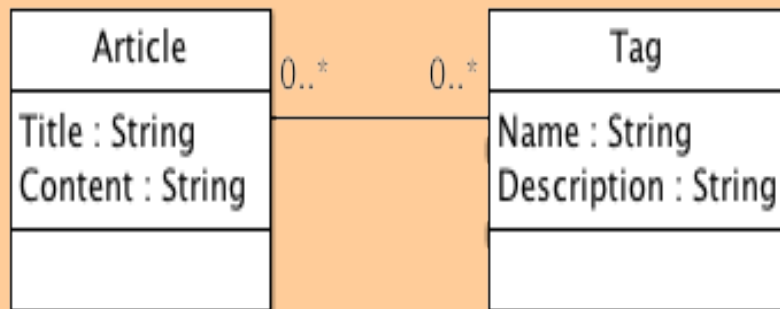 Article
Title : String
Content : String
0..*
0..*
Tag
Name : String
Description : String